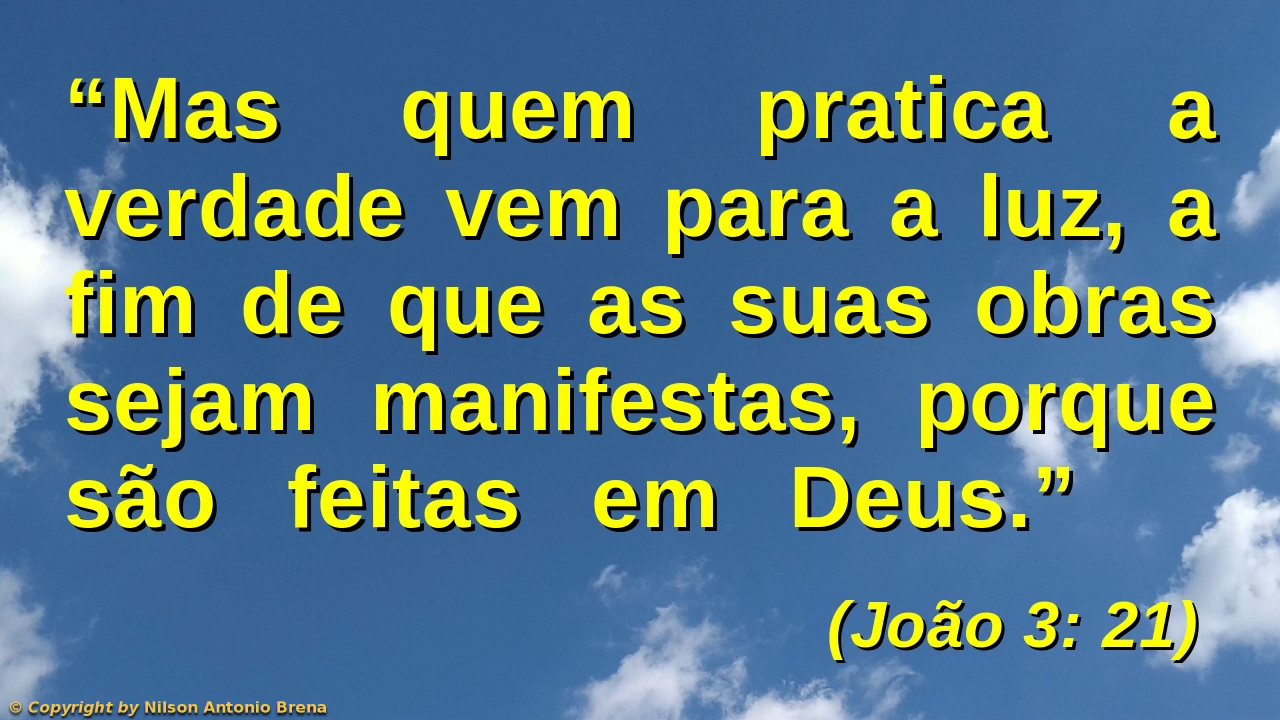 “Mas quem pratica a
verdade vem para a luz, a
fim de que as suas obras
sejam manifestas, porque
são feitas em Deus.”
(João 3: 21)
© Copyright by Nilson Antonio Brena